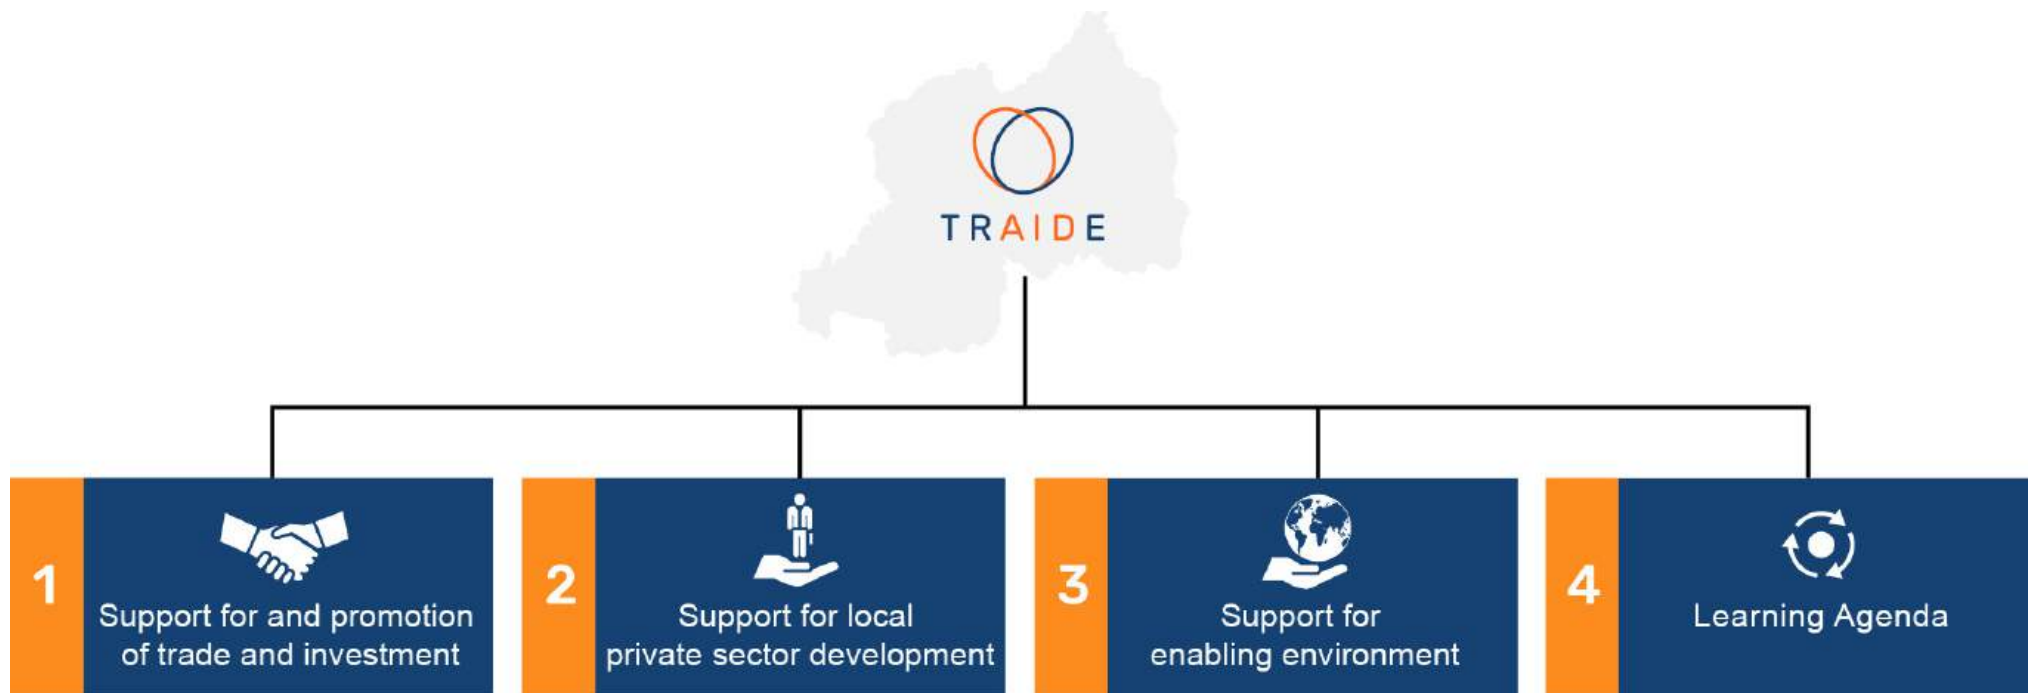 TRAIDE
1
Support for and promotion
of trade and investment
2
Support for local
private sector development
3
Support for
enabling environment
4
Learning Agenda